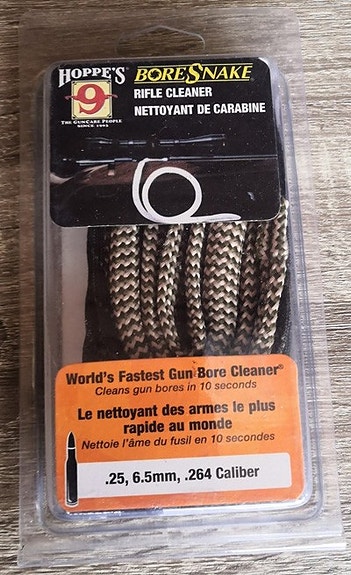 HOPPE'S
9
THE GUNCARE PEOPLE
SINCE 1903
BORESNAKE®
RIFLE CLEANER
NETTOYANT DE CARABINE
World's Fastest Gun Bore Cleaner®
Cleans gun bores in 10 seconds
Le nettoyant des armes le plus
rapide au monde
Nettoie l'âme du fusil en 10 secondes
.25, 6.5mm, .264 Caliber